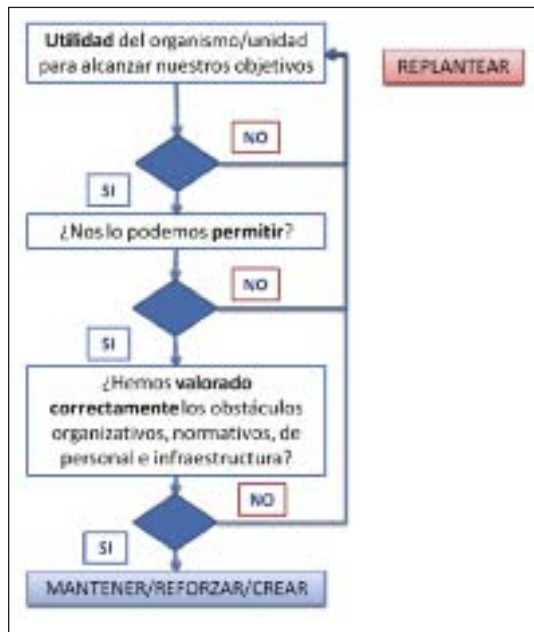 Utilidad del organismo/unidad
para alcanzar nuestros objetivos
REPLANTEAR
NO
SI
¿Nos lo podemos permitir?
NO
SI
¿Hemos valorado
correctamente los obstáculos
organizativos, normativos, de
personal e infraestructura?
NO
SI
MANTENER/REFORZAR/CREAR